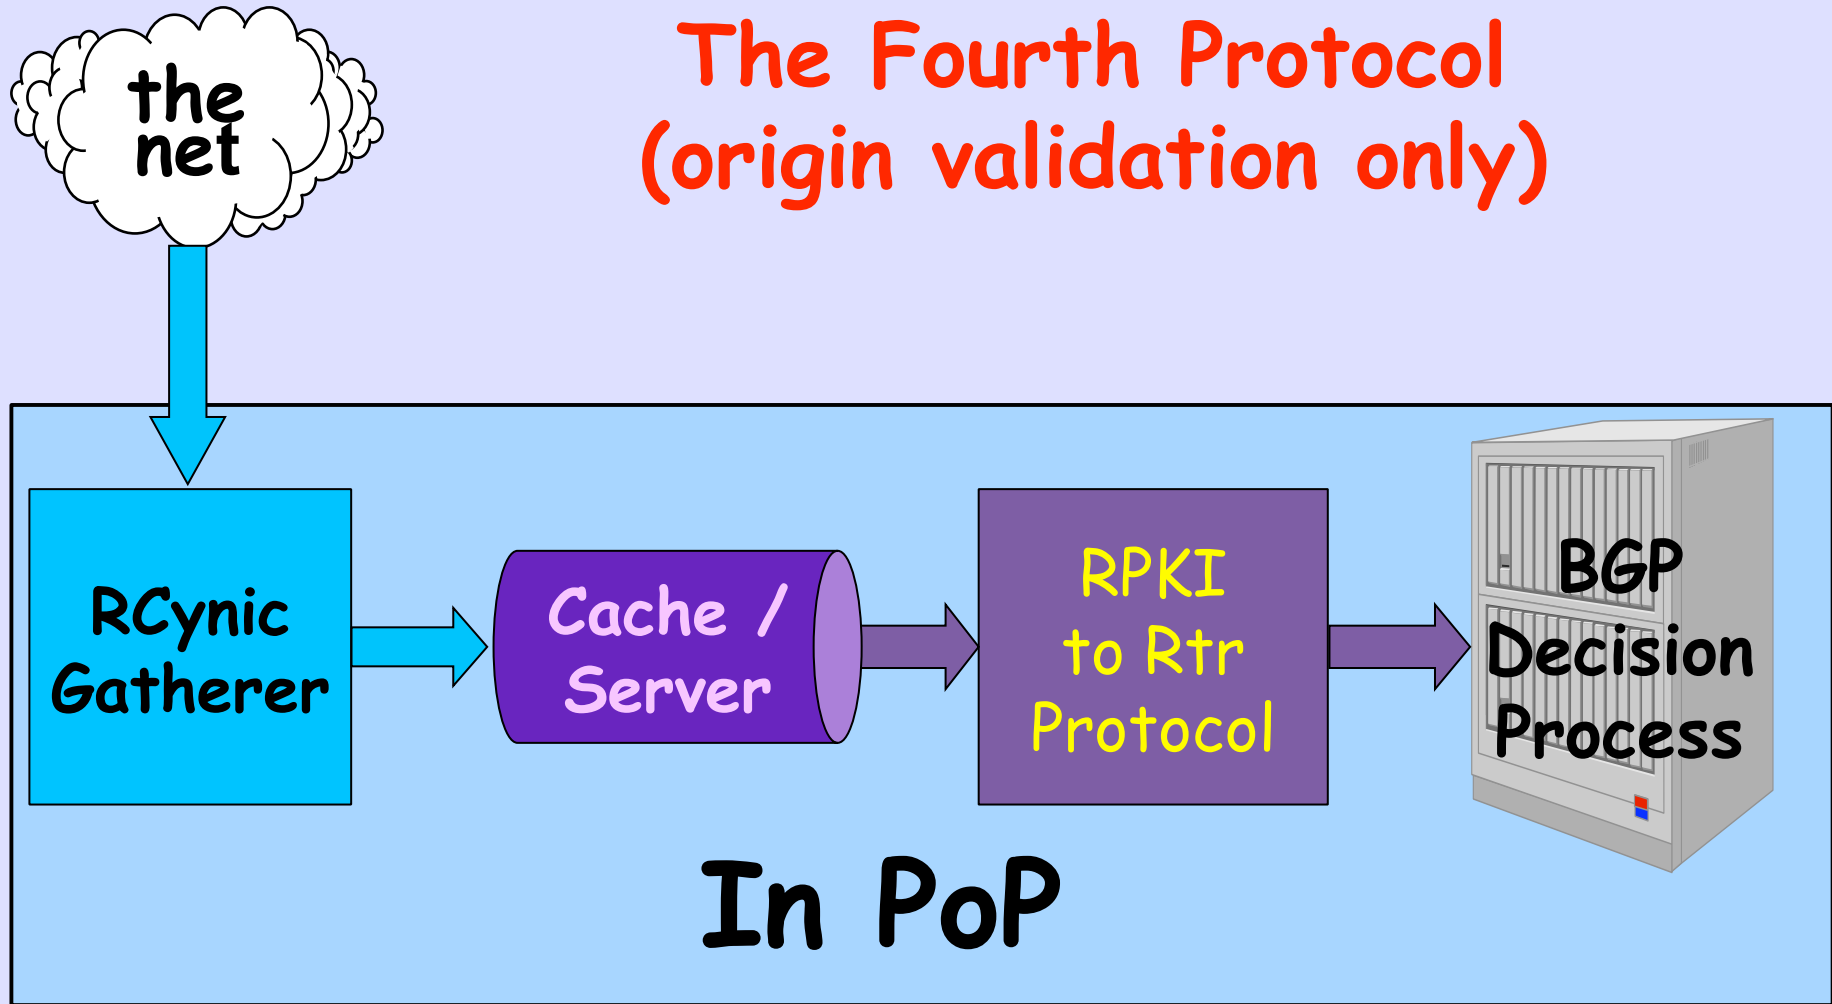 The Fourth Protocol
(origin validation only)
the
net
RCynic
Gatherer
Cache /
Server
RPKI
to Rtr
Protocol
BGP
Decision
Process
In PoP